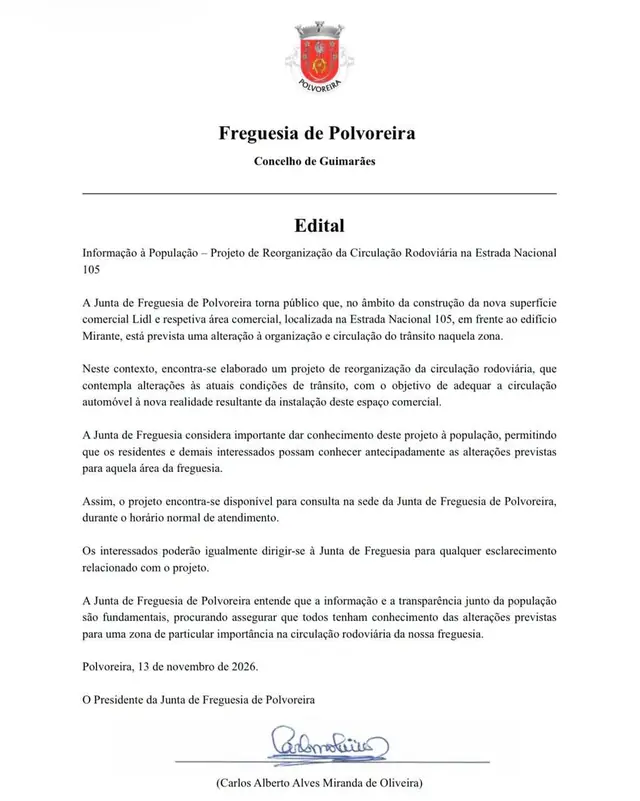 POLVOREIRA
Freguesia de Polvoreira
Concelho de Guimarães
Edital
Informação à População – Projeto de Reorganização da Circulação Rodoviária na Estrada Nacional
105
A Junta de Freguesia de Polvoreira torna público que, no âmbito da construção da nova superfície
comercial Lidl e respetiva área comercial, localizada na Estrada Nacional 105, em frente ao edifício
Mirante, está prevista uma alteração à organização e circulação do trânsito naquela zona.
Neste contexto, encontra-se elaborado um projeto de reorganização da circulação rodoviária, que
contempla alterações às atuais condições de trânsito, com o objetivo de adequar a circulação
automóvel à nova realidade resultante da instalação deste espaço comercial.
A Junta de Freguesia considera importante dar conhecimento deste projeto à população, permitindo
que os residentes e demais interessados possam conhecer antecipadamente as alterações previstas
para aquela área da freguesia.
Assim, o projeto encontra-se disponível para consulta na sede da Junta de Freguesia de Polvoreira,
durante o horário normal de atendimento.
Os interessados poderão igualmente dirigir-se à Junta de Freguesia para qualquer esclarecimento
relacionado com o projeto.
A Junta de Freguesia de Polvoreira entende que a informação e a transparência junto da população
são fundamentais, procurando assegurar que todos tenham conhecimento das alterações previstas
para uma zona de particular importância na circulação rodoviária da nossa freguesia.
Polvoreira, 13 de novembro de 2026.
O Presidente da Junta de Freguesia de Polvoreira
(Carlos Alberto Alves Miranda de Oliveira)